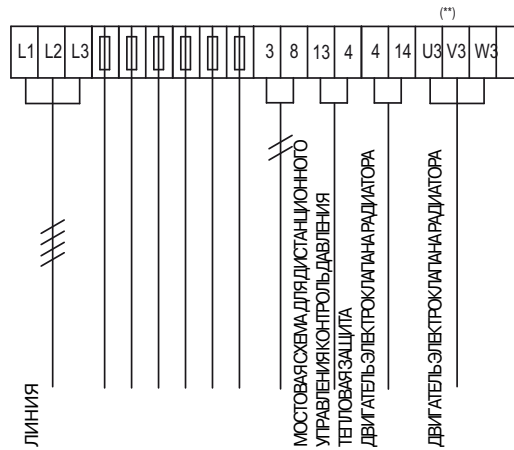 (**)
L1 L2 L3 3 8 13 4 4 14 U3 V3 W3
ЛИНИЯ
МОСТОВАЯ СХЕМА ДЛЯ ДИСТАНЦИОННОГО
УПРАВЛЕНИЯ КОНТРОЛЬ ДАВЛЕНИЯ
ТЕПЛОВАЯ ЗАЩИТА
ДВИГАТЕЛЬ ЭЛЕКТРОКЛАПАНА РАДИАТОРА
ДВИГАТЕЛЬ ЭЛЕКТРОКЛАПАНА РАДИАТОРА